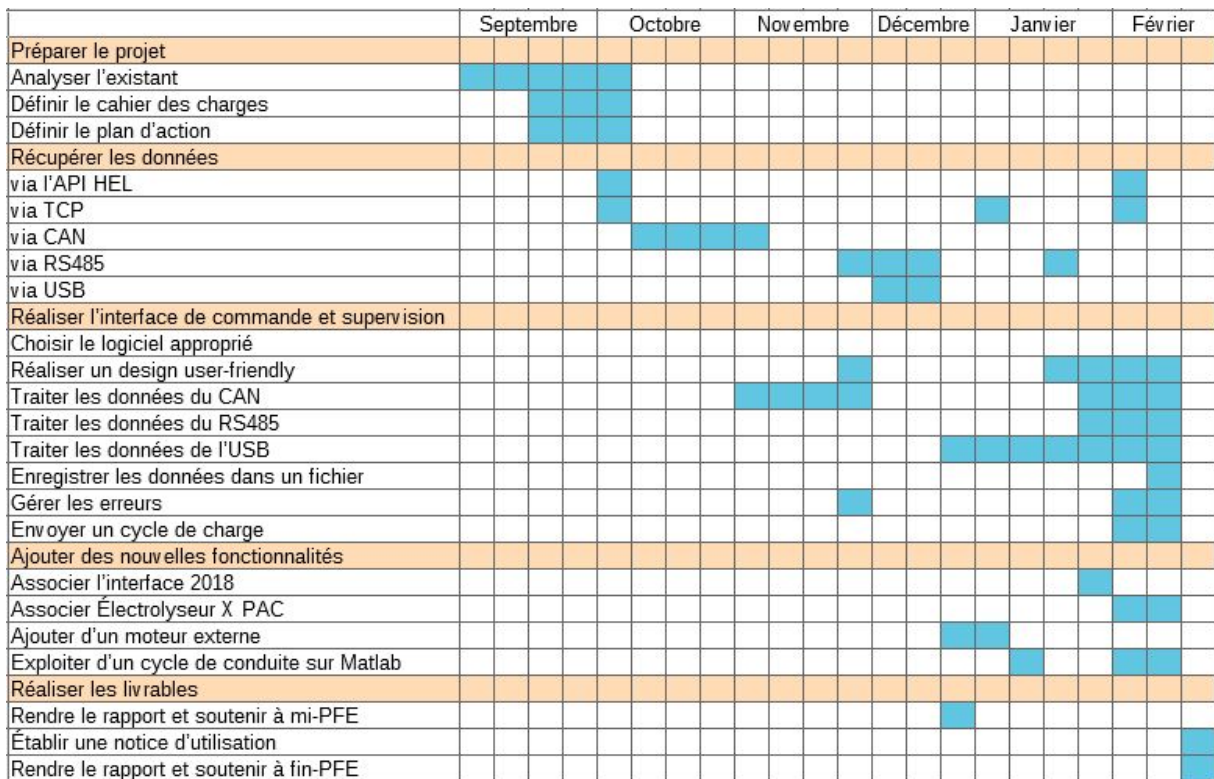 Septembre Octobre Novembre Décembre Janvier Février
Préparer le projet
Analyser l'existant
Définir le cahier des charges
Définir le plan d'action
Récupérer les données
via l'API HEL
via TCP
via CAN
via RS485
via USB
Réaliser l'interface de commande et supervision
Choisir le logiciel approprié
Réaliser un design user-friendly
Traiter les données du CAN
Traiter les données du RS485
Traiter les données de l'USB
Enregistrer les données dans un fichier
Gérer les erreurs
Envoyer un cycle de charge
Ajouter des nouvelles fonctionnalités
Associer l'interface 2018
Associer Électrolyseur X PAC
Ajouter d'un moteur externe
Exploiter d'un cycle de conduite sur Matlab
Réaliser les livrables
Rendre le rapport et soutenir à mi-PFE
Établir une notice d'utilisation
Rendre le rapport et soutenir à fin-PFE